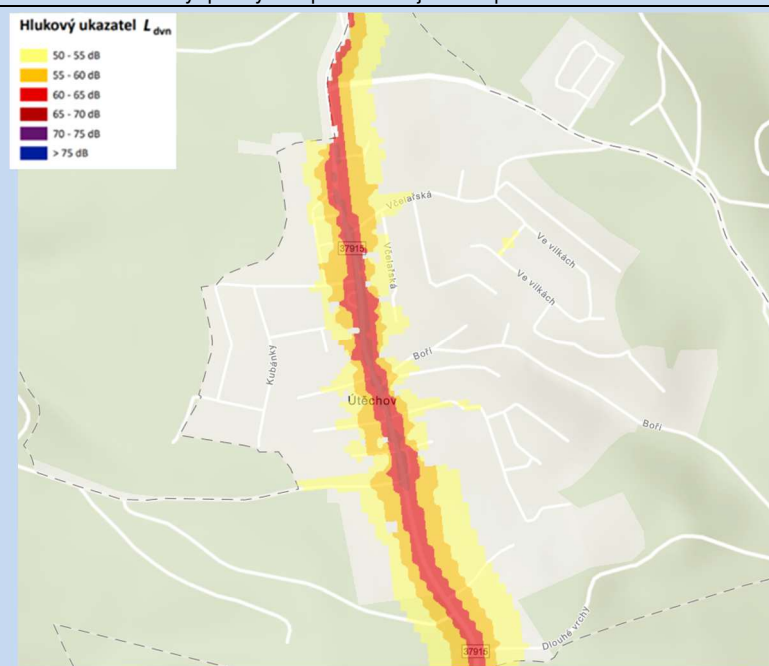 Hlukový ukazatel L dvn
50 - 55 dB
55 - 60 dB
60 - 65 dB
65 - 70 dB
70 - 75 dB
> 75 dB
Včelařská
37915
Včelařská
Ve vilkách
Ve vilkách
Kubánky
Boří
Útěchov
Boří
Dlouhé vrchy
37915